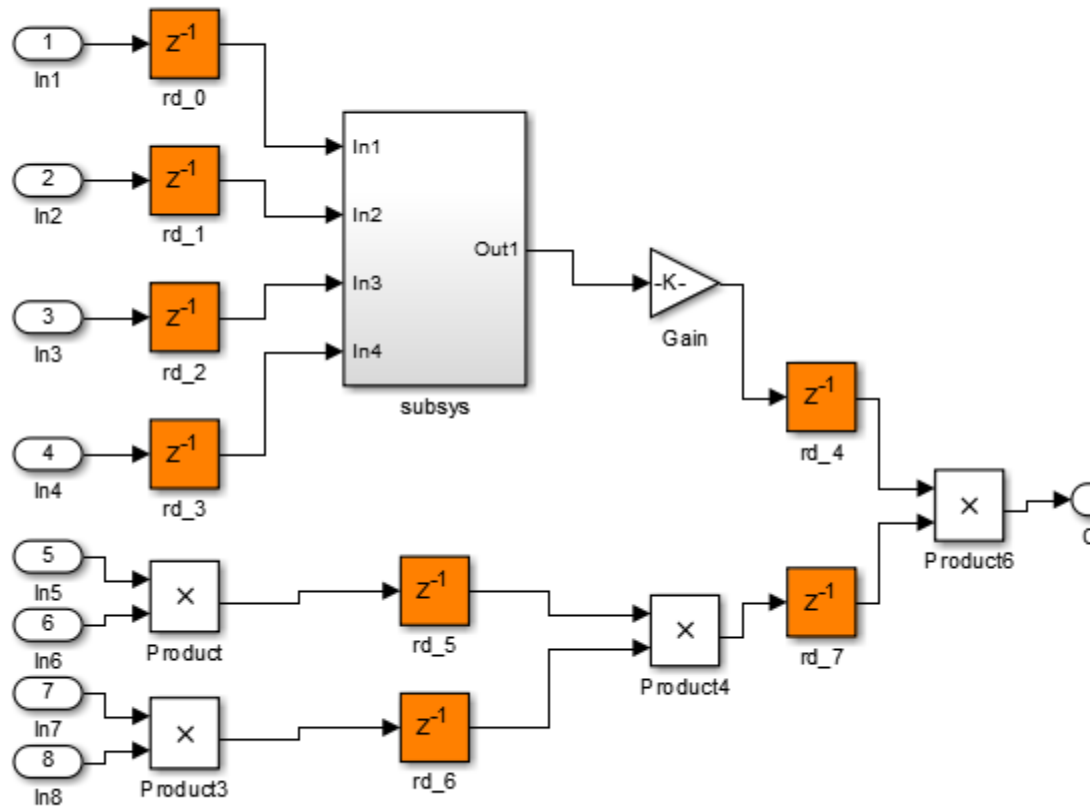 1
In1
Z-1
rd_0
2
In2
Z-1
rd_1
3
In3
Z-1
rd_2
4
In4
Z-1
rd_3
In1
In2
In3
In4
Out1
subsys
-K-
Gain
Z-1
rd_4
5
In5
6
In6
×
Product
Z-1
rd_5
7
In7
8
In8
×
Product3
Z-1
rd_6
×
Product4
Z-1
rd_7
×
Product6